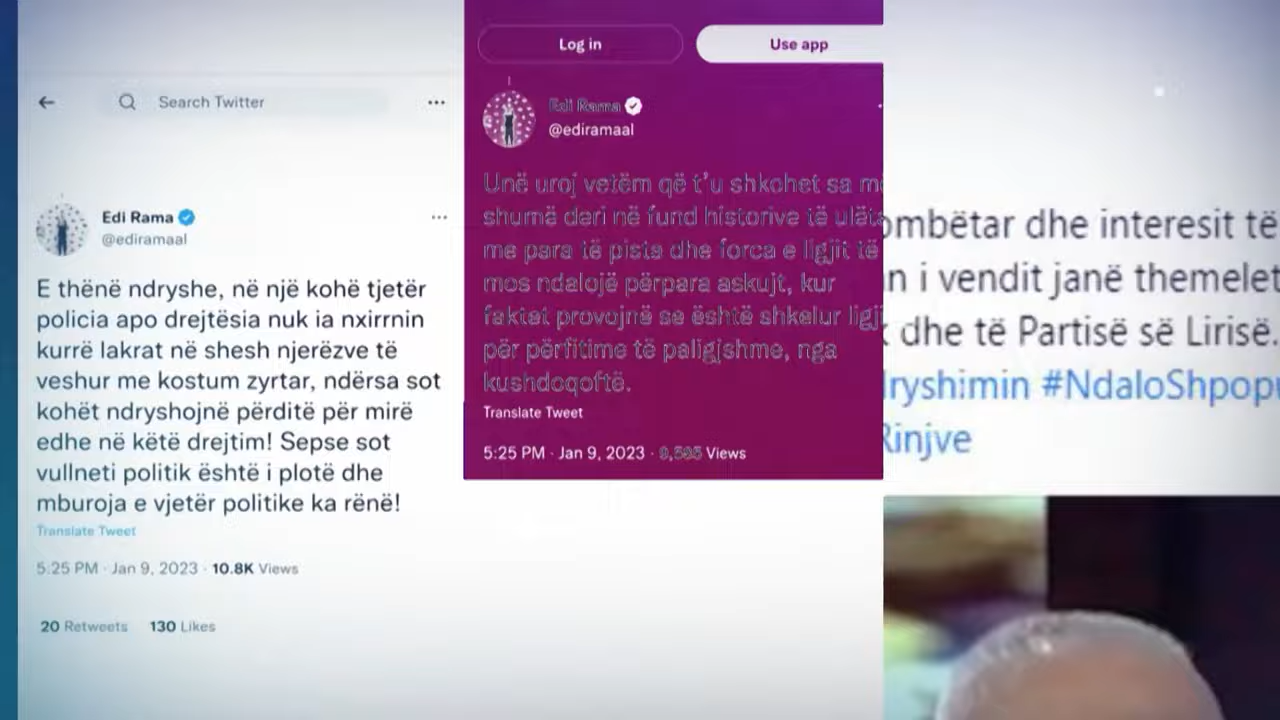 Search Twitter
Edi Rama
@ediramaal
E thënë ndryshe, në një kohë tjetër
policia apo drejtësia nuk ia nxirrnin
kurrë lakrat në shesh njerëzve të
veshur me kostum zyrtar, ndërsa sot
kohët ndryshojnë përditë për mirë
edhe në këtë drejtim! Sepse sot
vullneti politik është i plotë dhe
mburoja e vjetër politike ka rënë!
Translate Tweet
5:25 PM · Jan 9, 2023 · 10.8K Views
20 Retweets 130 Likes
Log in Use app
Edi Rama
@ediramaal
Unë uroj vetëm që t'u shkohet sa më
shumë deri në fund historive të ulëta
me para të pista dhe forca e ligjit të
mos ndalojë përpara askujt, kur
faktet provojnë se është shkelur ligji
për përfitime të paligjshme, nga
kushdoqoftë.
Translate Tweet
5:25 PM · Jan 9, 2023 · Views
ombëtar dhe interesit të
n i vendit janë themelet
dhe të Partisë së Lirisë.
dryshimin #NdaloShpopu
Rinjve